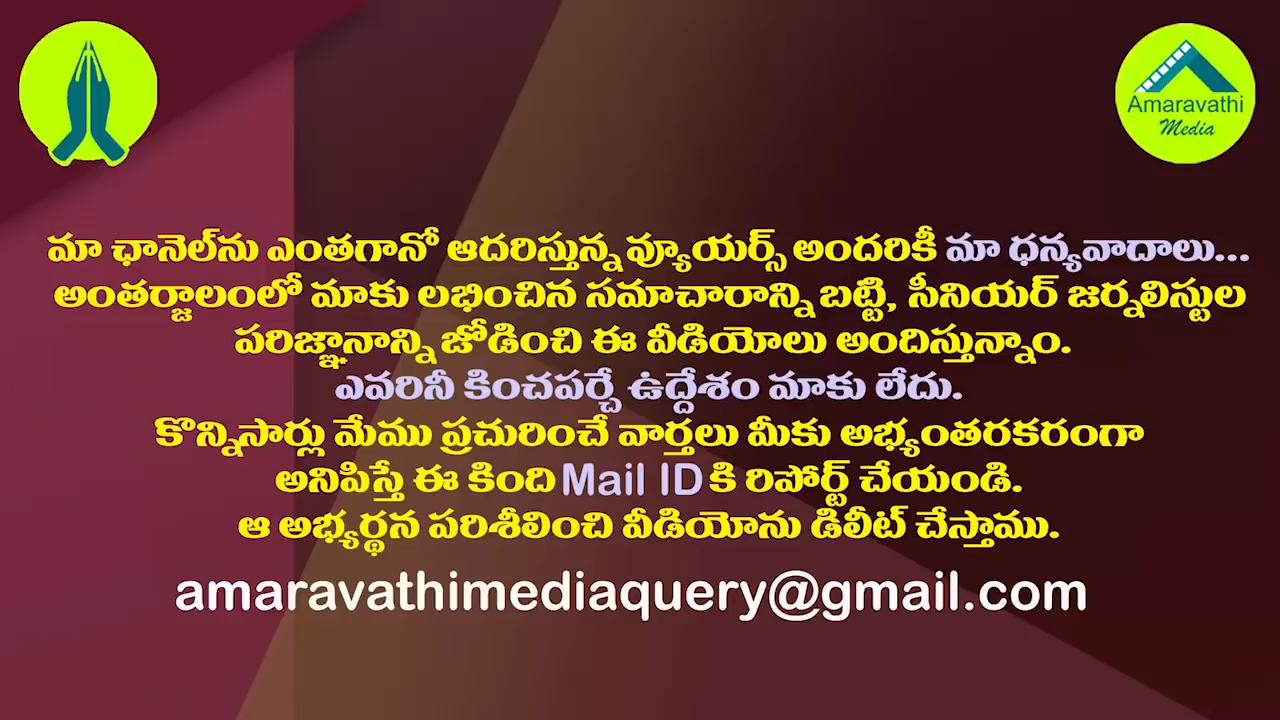 Amaravathi
Media
మా ఛానెల్‌ను ఎంతగానో ఆదరిస్తున్న వ్యూయర్స్ అందరికీ మా ధన్యవాదాలు...
అంతర్జాలంలో మాకు లభించిన సమాచారాన్ని బట్టి, సీనియర్ జర్నలిస్టుల
పరిజ్ఞానాన్ని జోడించి ఈ వీడియోలు అందిస్తున్నాం.
ఎవరినీ కించపర్చే ఉద్దేశం మాకు లేదు.
కొన్నిసార్లు మేము ప్రచురించే వార్తలు మీకు అభ్యంతరకరంగా
అనిపిస్తే ఈ కింది Mail ID కి రిపోర్ట్ చేయండి.
ఆ అభ్యర్థన పరిశీలించి వీడియోను డిలీట్ చేస్తాము.
amaravathimediaquery@gmail.com